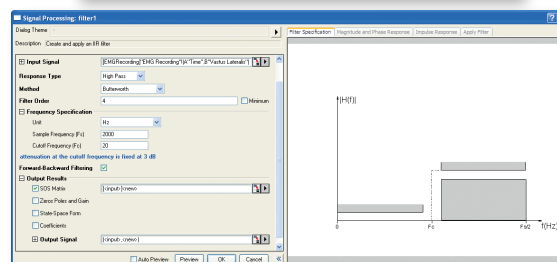 Signal Processing: filter1
Dialog Theme
Description Create and apply an IIR filter
Input Signal [EMGRecording]"EMG Recording"!(A"Time",B"Vastus Lateralis")
Response Type High Pass
Method Butterworth
Filter Order 4 Minimum
Frequency Specification
Unit Hz
Sample Frequency (Fs) 2000
Cutoff Frequency (Fc) 20
attenuation at the cutoff frequency is fixed at 3 dB
Forward-Backward Filtering
Output Results
SOS Matrix [<input>]<new>
Zeros Poles and Gain
State-Space Form
Coefficients
Output Signal [<input>,<new>]
Auto Preview Preview OK Cancel
Filter Specification Magnitude and Phase Response Impulse Response Apply Filter
|H(f)|
0 Fc Fs/2 f(Hz)